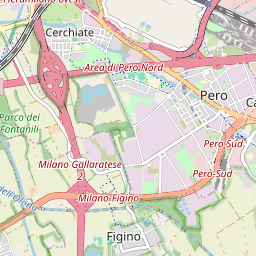 Cerchiate
Area di Pero Nord
Pero
Parco dei
Fontanili
Pero Sud
Milano Gallaratese
Pero-Sud
2
Milano-Figino
Figino